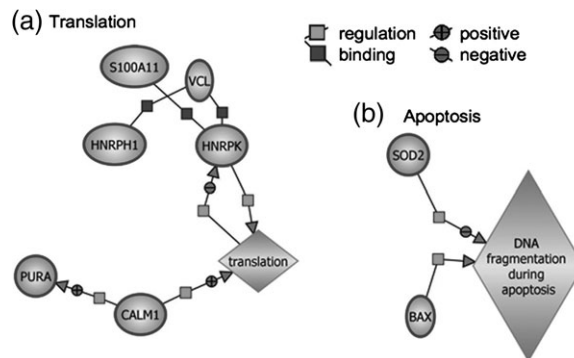 (a) Translation
regulation
binding
positive
negative
S100A11
VCL
HNRPH1
HNRPK
translation
PURA
CALM1
(b) Apoptosis
SOD2
DNA
fragmentation
during
apoptosis
BAX